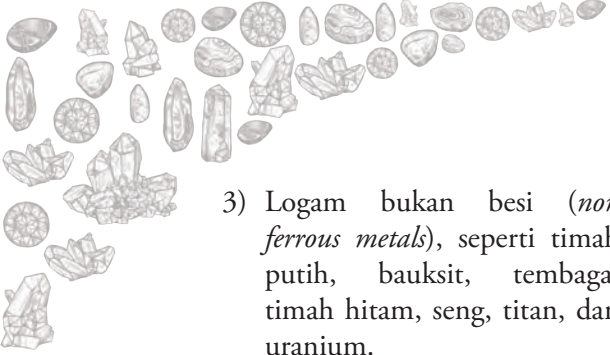 3) Logam bukan besi (non
ferrous metals), seperti timah
putih, bauksit, tembaga
timah hitam, seng, titan, dan
uranium.